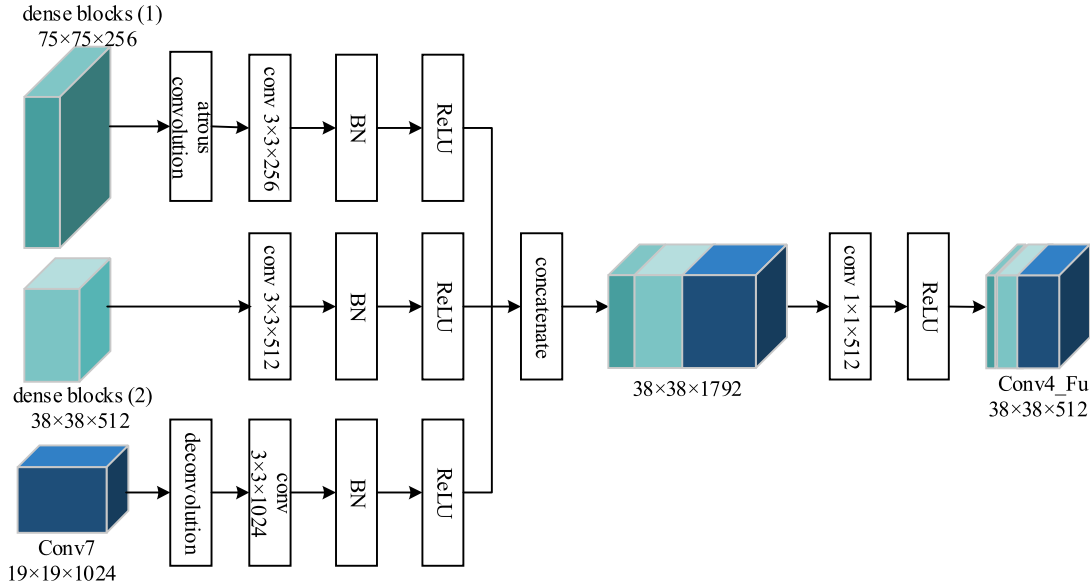 dense blocks (1)
75×75×256
atrous
convolution
conv 3×3×256
BN
ReLU
dense blocks (2)
38×38×512
conv 3×3×512
BN
ReLU
concatenate
38×38×1792
conv 1×1×512
ReLU
Conv4_Fu
38×38×512
Conv7
19×19×1024
deconvolution
conv
3×3×1024
BN
ReLU